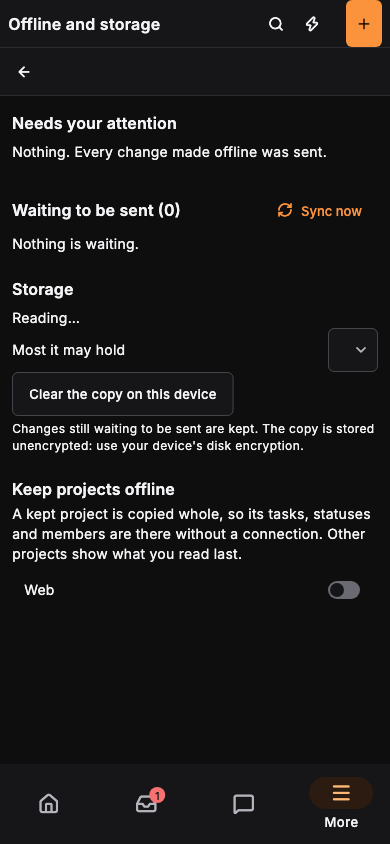 Offline and storage
Needs your attention
Nothing. Every change made offline was sent.
Waiting to be sent (0)
Sync now
Nothing is waiting.
Storage
Reading...
Most it may hold
Clear the copy on this device
Changes still waiting to be sent are kept. The copy is stored
unencrypted: use your device's disk encryption.
Keep projects offline
A kept project is copied whole, so its tasks, statuses
and members are there without a connection. Other
projects show what you read last.
Web
1
More